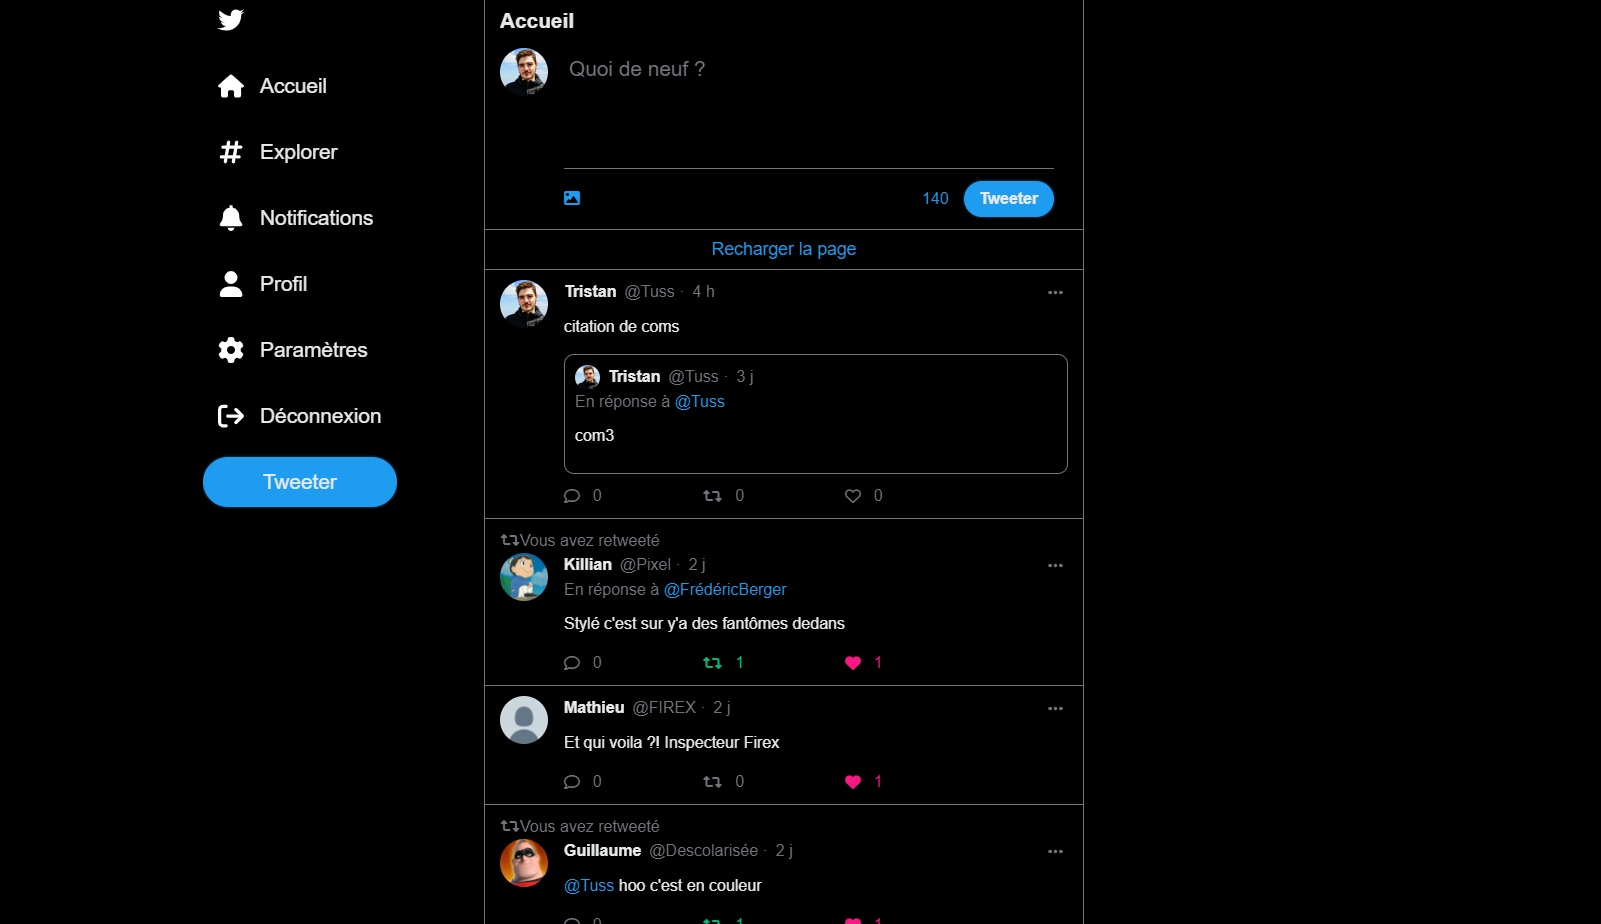 Accueil
Explorer
Notifications
Profil
Paramètres
Déconnexion
Tweeter
Accueil
Quoi de neuf ?
140 Tweeter
Recharger la page
Tristan @Tuss · 4 h
citation de coms
Tristan @Tuss · 3 j
En réponse à @Tuss
com3
0 0 0
Vous avez retweeté
Killian @Pixel · 2 j
En réponse à @FrédéricBerger
Stylé c'est sur y'a des fantômes dedans
0 1 1
Mathieu @FIREX · 2 j
Et qui voila ?! Inspecteur Firex
0 0 1
Vous avez retweeté
Guillaume @Descolarisée · 2 j
@Tuss hoo c'est en couleur
0 1 1